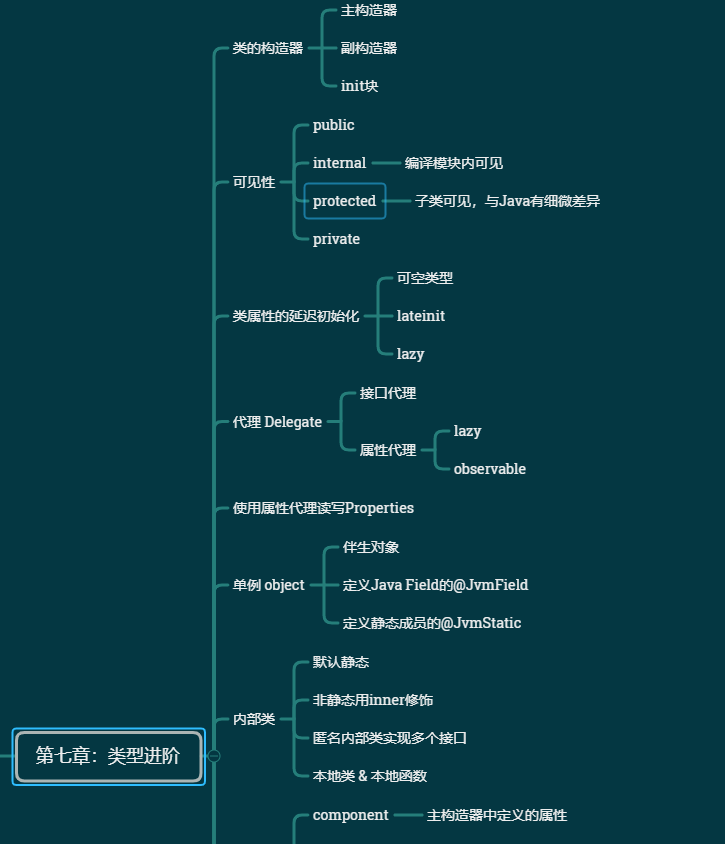 主构造器
类的构造器
副构造器
init块
public
internal
编译模块内可见
可见性
protected
子类可见，与Java有细微差异
private
可空类型
类属性的延迟初始化
lateinit
lazy
接口代理
代理 Delegate
属性代理
lazy
observable
使用属性代理读写Properties
伴生对象
单例 object
定义Java Field的@JvmField
定义静态成员的@JvmStatic
默认静态
非静态用inner修饰
内部类
匿名内部类实现多个接口
第七章：类型进阶
本地类 & 本地函数
component
主构造器中定义的属性